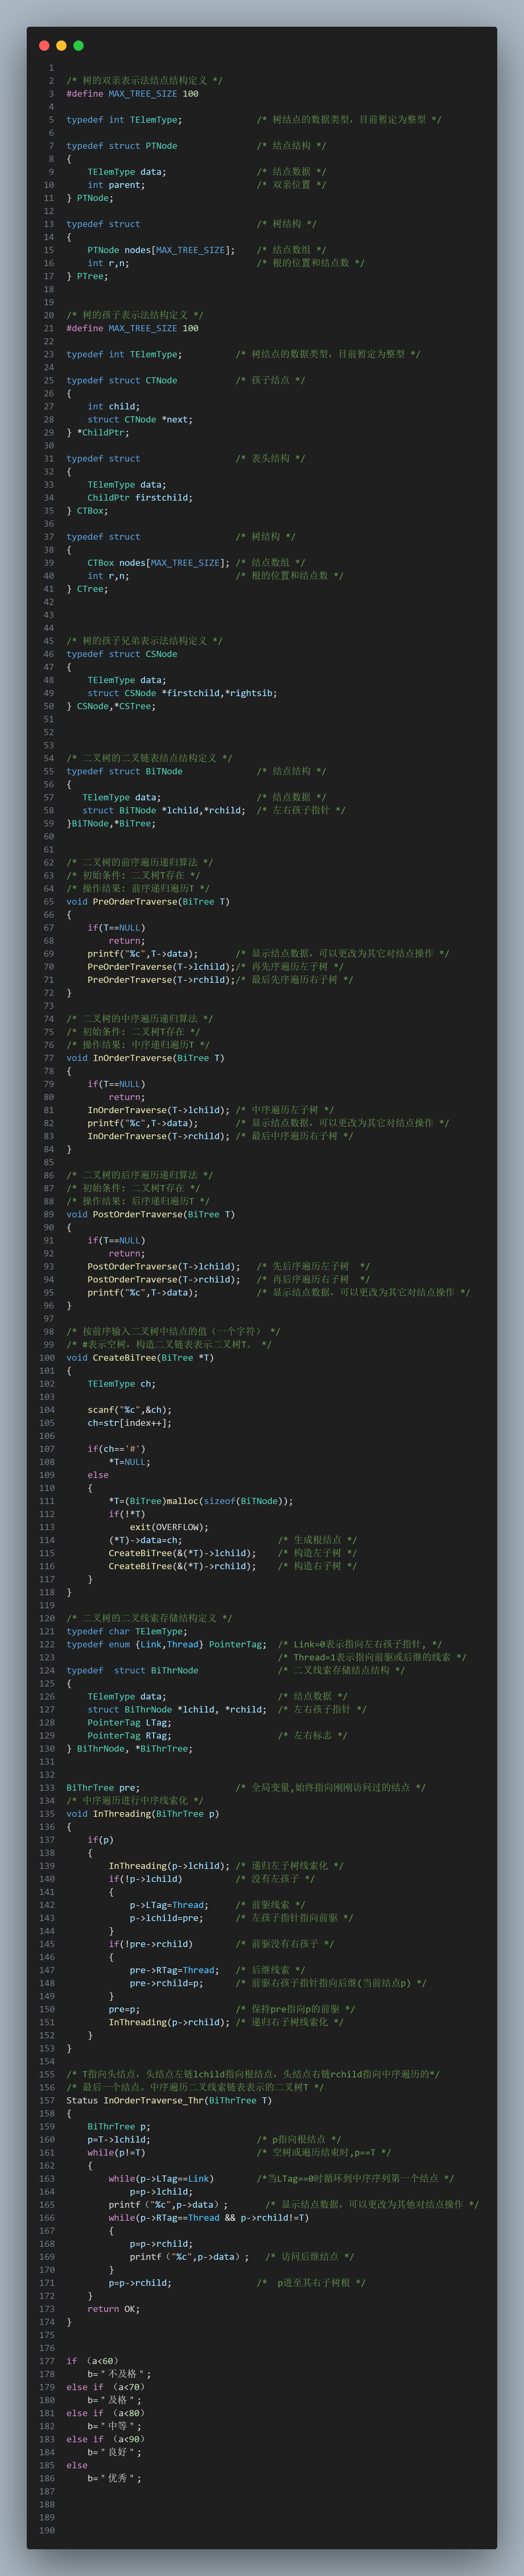 1
2 /* 树的双亲表示法结点结构定义 */
3 #define MAX_TREE_SIZE 100
4
5 typedef int TElemType; /* 树结点的数据类型，目前暂定为整型 */
6
7 typedef struct PTNode /* 结点结构 */
8 {
9 TElemType data; /* 结点数据 */
10 int parent; /* 双亲位置 */
11 } PTNode;
12
13 typedef struct /* 树结构 */
14 {
15 PTNode nodes[MAX_TREE_SIZE]; /* 结点数组 */
16 int r,n; /* 根的位置和结点数 */
17 } PTree;
18
19
20 /* 树的孩子表示法结构定义 */
21 #define MAX_TREE_SIZE 100
22
23 typedef int TElemType; /* 树结点的数据类型，目前暂定为整型 */
24
25 typedef struct CTNode /* 孩子结点 */
26 {
27 int child;
28 struct CTNode *next;
29 } *ChildPtr;
30
31 typedef struct /* 表头结构 */
32 {
33 TElemType data;
34 ChildPtr firstchild;
35 } CTBox;
36
37 typedef struct /* 树结构 */
38 {
39 CTBox nodes[MAX_TREE_SIZE]; /* 结点数组 */
40 int r,n; /* 根的位置和结点数 */
41 } CTree;
42
43
44
45 /* 树的孩子兄弟表示法结构定义 */
46 typedef struct CSNode
47 {
48 TElemType data;
49 struct CSNode *firstchild,*rightsib;
50 } CSNode,*CSTree;
51
52
53
54 /* 二叉树的二叉链表结点结构定义 */
55 typedef struct BiTNode /* 结点结构 */
56 {
57 TElemType data; /* 结点数据 */
58 struct BiTNode *lchild,*rchild; /* 左右孩子指针 */
59 }BiTNode,*BiTree;
60
61
62 /* 二叉树的前序遍历递归算法 */
63 /* 初始条件: 二叉树T存在 */
64 /* 操作结果: 前序递归遍历T */
65 void PreOrderTraverse(BiTree T)
66 {
67 if(T==NULL)
68 return;
69 printf("%c",T->data); /* 显示结点数据，可以更改为其它对结点操作 */
70 PreOrderTraverse(T->lchild);/* 再先序遍历左子树 */
71 PreOrderTraverse(T->rchild);/* 最后先序遍历右子树 */
72 }
73
74 /* 二叉树的中序遍历递归算法 */
75 /* 初始条件: 二叉树T存在 */
76 /* 操作结果: 中序递归遍历T */
77 void InOrderTraverse(BiTree T)
78 {
79 if(T==NULL)
80 return;
81 InOrderTraverse(T->lchild); /* 中序遍历左子树 */
82 printf("%c",T->data); /* 显示结点数据，可以更改为其它对结点操作 */
83 InOrderTraverse(T->rchild); /* 最后中序遍历右子树 */
84 }
85
86 /* 二叉树的后序遍历递归算法 */
87 /* 初始条件: 二叉树T存在 */
88 /* 操作结果: 后序递归遍历T */
89 void PostOrderTraverse(BiTree T)
90 {
91 if(T==NULL)
92 return;
93 PostOrderTraverse(T->lchild); /* 先后序遍历左子树 */
94 PostOrderTraverse(T->rchild); /* 再后序遍历右子树 */
95 printf("%c",T->data); /* 显示结点数据，可以更改为其它对结点操作 */
96 }
97
98 /* 按前序输入二叉树中结点的值（一个字符） */
99 /* #表示空树，构造二叉链表表示二叉树T。 */
100 void CreateBiTree(BiTree *T)
101 {
102 TElemType ch;
103
104 scanf("%c",&ch);
105 ch=str[index++];
106
107 if(ch=='#')
108 *T=NULL;
109 else
110 {
111 *T=(BiTree)malloc(sizeof(BiTNode));
112 if(!*T)
113 exit(OVERFLOW);
114 (*T)->data=ch; /* 生成根结点 */
115 CreateBiTree(&(*T)->lchild); /* 构造左子树 */
116 CreateBiTree(&(*T)->rchild); /* 构造右子树 */
117 }
118 }
119
120 /* 二叉树的二叉线索存储结构定义 */
121 typedef char TElemType;
122 typedef enum {Link,Thread} PointerTag; /* Link=0表示指向左右孩子指针, */
123 /* Thread=1表示指向前驱或后继的线索 */
124 typedef struct BiThrNode /* 二叉线索存储结点结构 */
125 {
126 TElemType data; /* 结点数据 */
127 struct BiThrNode *lchild, *rchild; /* 左右孩子指针 */
128 PointerTag LTag;
129 PointerTag RTag; /* 左右标志 */
130 } BiThrNode, *BiThrTree;
131
132
133 BiThrTree pre; /* 全局变量,始终指向刚刚访问过的结点 */
134 /* 中序遍历进行中序线索化 */
135 void InThreading(BiThrTree p)
136 {
137 if(p)
138 {
139 InThreading(p->lchild); /* 递归左子树线索化 */
140 if(!p->lchild) /* 没有左孩子 */
141 {
142 p->LTag=Thread; /* 前驱线索 */
143 p->lchild=pre; /* 左孩子指针指向前驱 */
144 }
145 if(!pre->rchild) /* 前驱没有右孩子 */
146 {
147 pre->RTag=Thread; /* 后继线索 */
148 pre->rchild=p; /* 前驱右孩子指针指向后继(当前结点p) */
149 }
150 pre=p; /* 保持pre指向p的前驱 */
151 InThreading(p->rchild); /* 递归右子树线索化 */
152 }
153 }
154
155 /* T指向头结点，头结点左链lchild指向根结点，头结点右链rchild指向中序遍历的*/
156 /* 最后一个结点。中序遍历二叉线索链表表示的二叉树T */
157 Status InOrderTraverse_Thr(BiThrTree T)
158 {
159 BiThrTree p;
160 p=T->lchild; /* p指向根结点 */
161 while(p!=T) /* 空树或遍历结束时,p==T */
162 {
163 while(p->LTag==Link) /*当LTag==0时循环到中序序列第一个结点 */
164 p=p->lchild;
165 printf（"%c",p->data）; /* 显示结点数据，可以更改为其他对结点操作 */
166 while(p->RTag==Thread && p->rchild!=T)
167 {
168 p=p->rchild;
169 printf（"%c",p->data）; /* 访问后继结点 */
170 }
171 p=p->rchild; /* p进至其右子树根 */
172 }
173 return OK;
174 }
175
176
177 if （a<60）
178 b=＂不及格＂;
179 else if （a<70）
180 b=＂及格＂;
181 else if （a<80）
182 b=＂中等＂;
183 else if （a<90）
184 b=＂良好＂;
185 else
186 b=＂优秀＂;
187
188
189
190